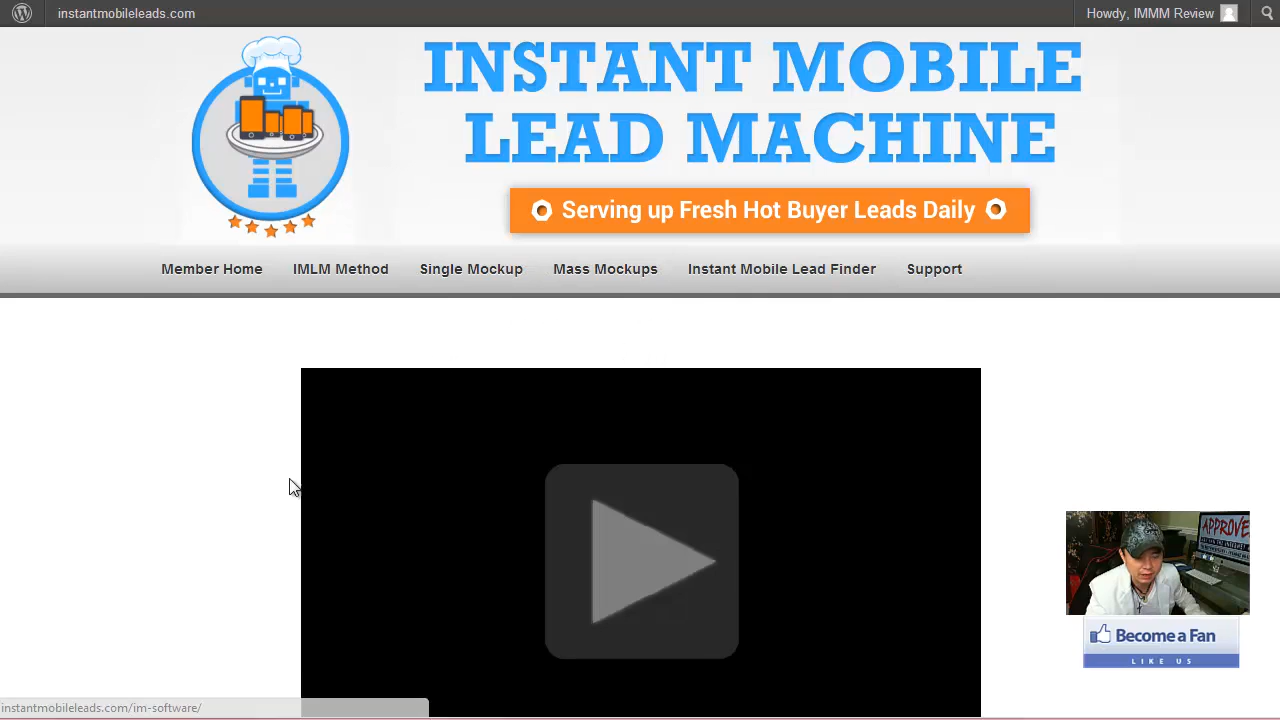 instantmobileleads.com
Howdy, IMMM Review
INSTANT MOBILE
LEAD MACHINE
Serving up Fresh Hot Buyer Leads Daily
Member Home
IMLM Method
Single Mockup
Mass Mockups
Instant Mobile Lead Finder
Support
Become a Fan
LIKE US
instantmobileleads.com/im-software/